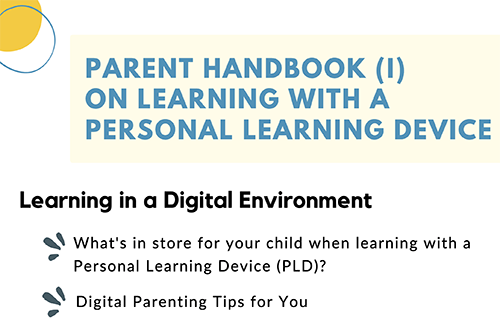 PARENT HANDBOOK (I)
ON LEARNING WITH A
PERSONAL LEARNING DEVICE
Learning in a Digital Environment
What's in store for your child when learning with a
Personal Learning Device (PLD)?
Digital Parenting Tips for You